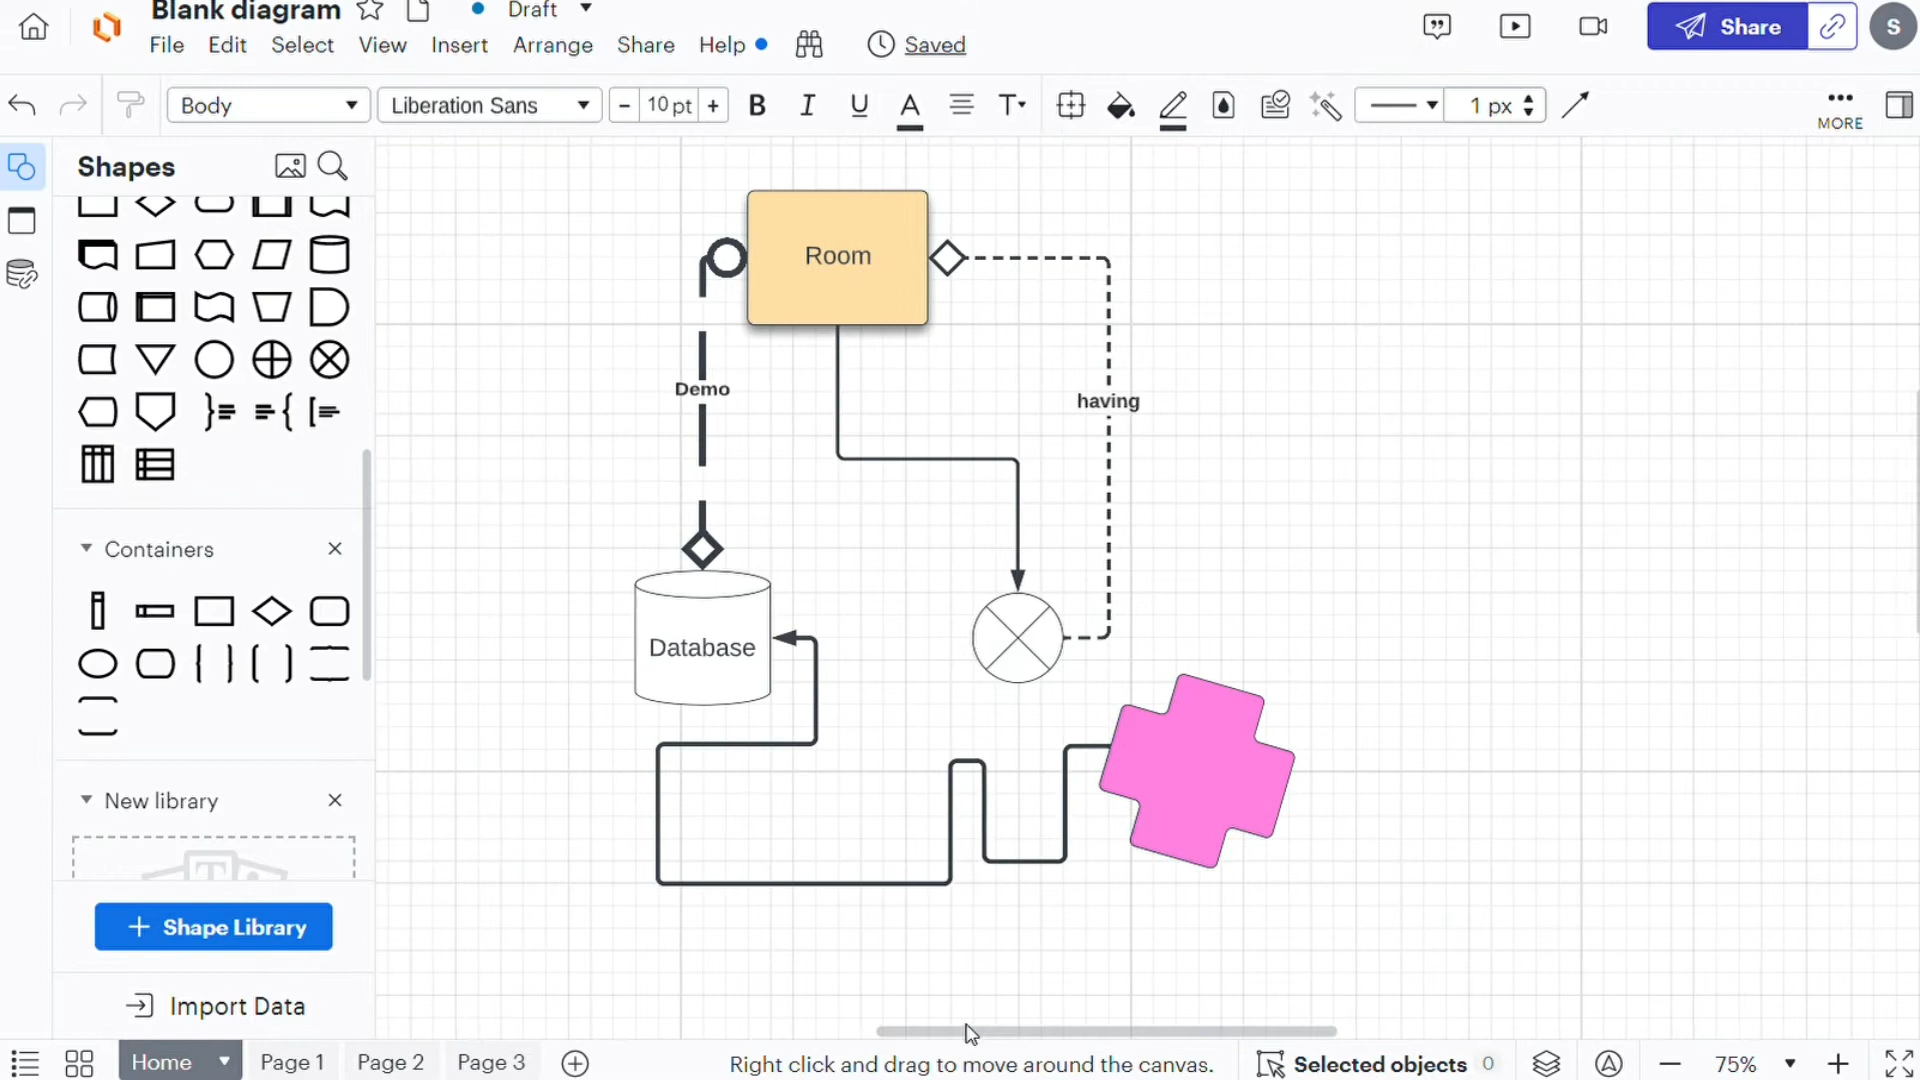 Blank diagram
Draft
File Edit Select View Insert Arrange Share Help
Saved
Share
S
Body
Liberation Sans
− 10 pt +
B I U A T
1 px
MORE
Shapes
Room
Demo
having
Database
Containers
New library
T
+ Shape Library
Import Data
Home Page 1 Page 2 Page 3
Right click and drag to move around the canvas.
Selected objects 0
75%